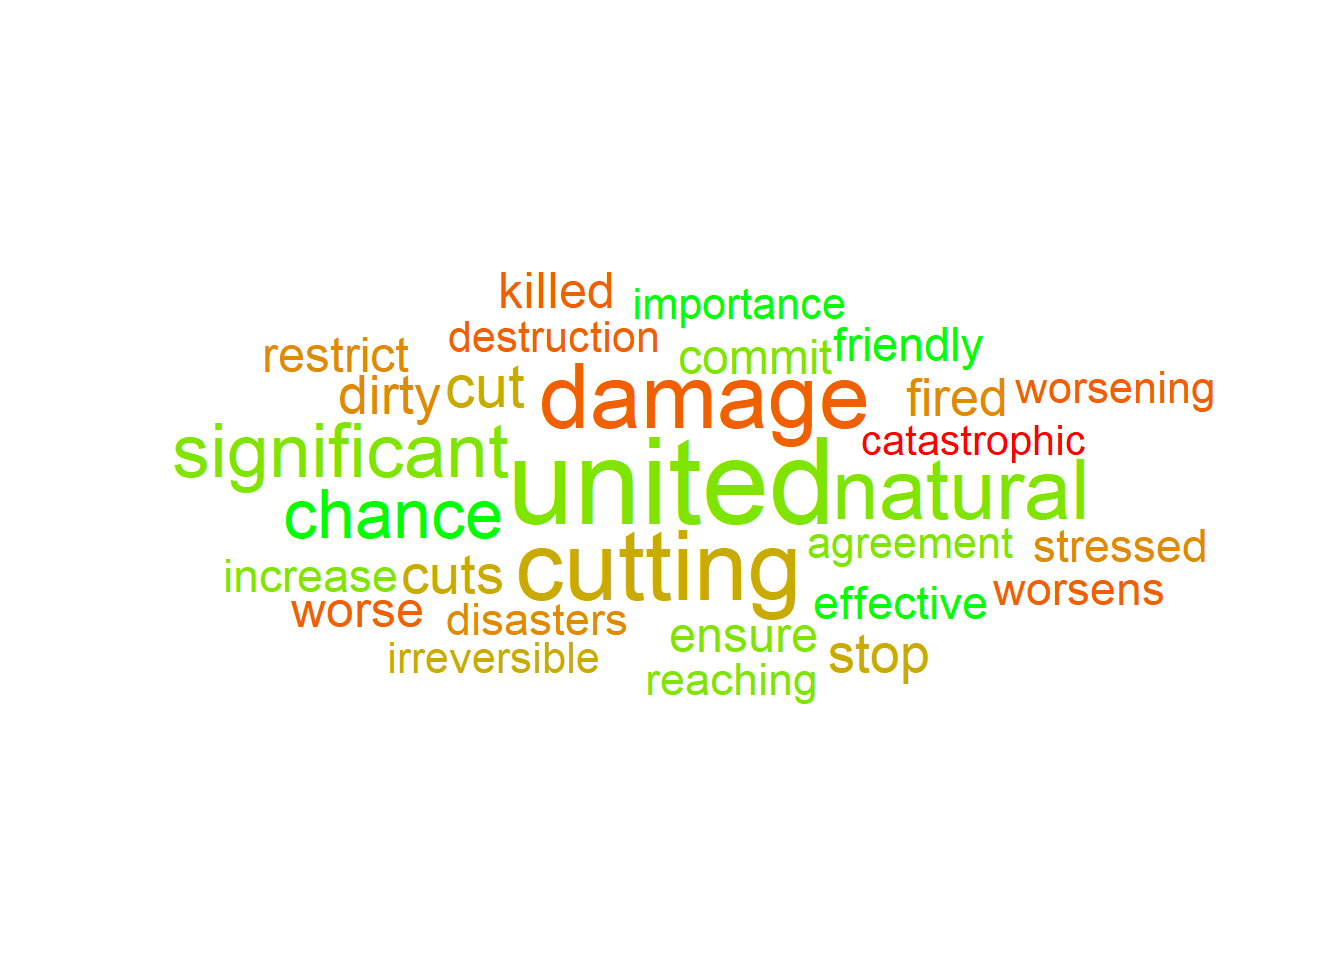 killed
importance
destruction
restrict
commit
friendly
dirty
cut
damage
fired
worsening
significant
catastrophic
united
natural
chance
cutting
agreement
stressed
increase
cuts
worse
disasters
effective
worsens
irreversible
ensure
stop
reaching